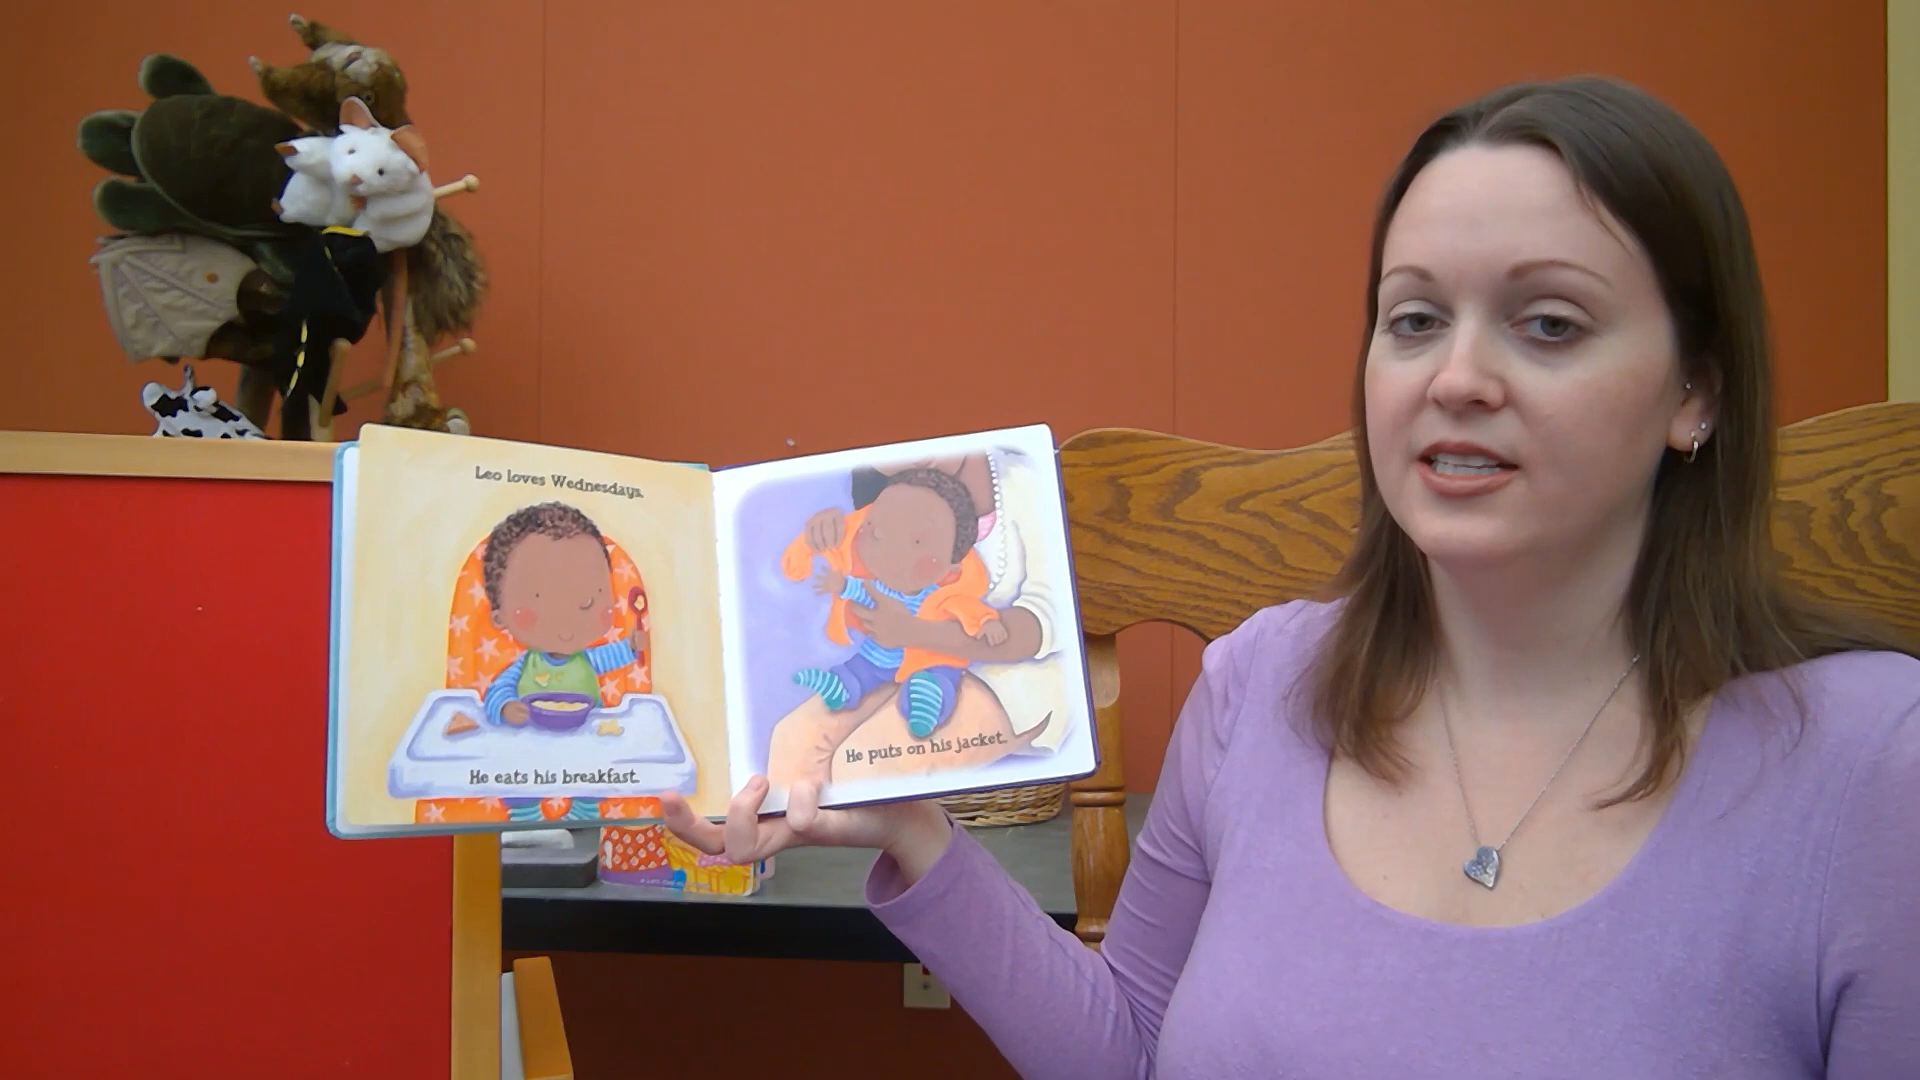 Leo loves Wednesdays.
He eats his breakfast.
He puts on his jacket.